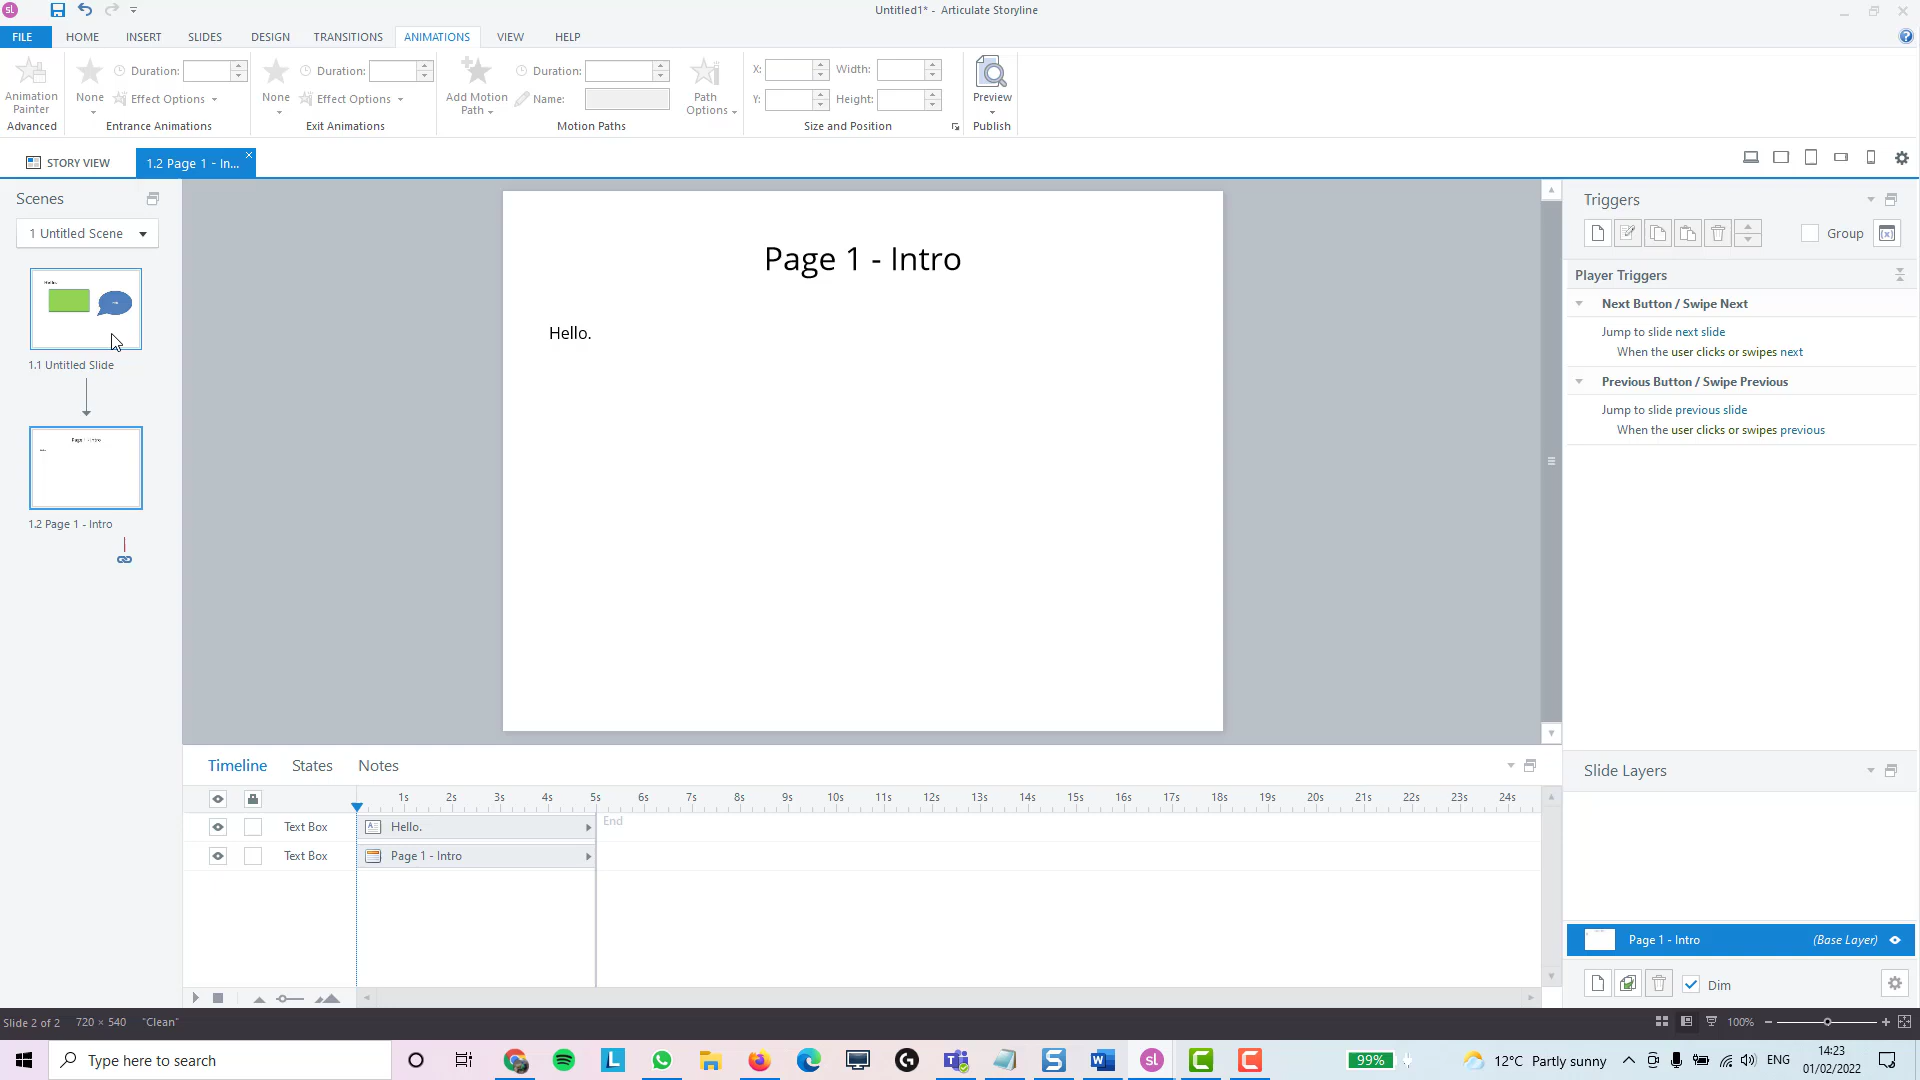 sl
Untitled1* - Articulate Storyline
FILE
HOME
INSERT
SLIDES
DESIGN
TRANSITIONS
ANIMATIONS
VIEW
HELP
Animation
Painter
Advanced
None
Duration:
Effect Options
Entrance Animations
None
Duration:
Effect Options
Exit Animations
Add Motion
Path
Duration:
Name:
Path
Options
Motion Paths
X:
Width:
Y:
Height:
Size and Position
Preview
Publish
STORY VIEW
1.2 Page 1 - In...
Scenes
1 Untitled Scene
Hello.
1.1 Untitled Slide
Page 1 - Intro
1.2 Page 1 - Intro
Page 1 - Intro
Hello.
Triggers
Group
Player Triggers
Next Button / Swipe Next
Jump to slide next slide
When the user clicks or swipes next
Previous Button / Swipe Previous
Jump to slide previous slide
When the user clicks or swipes previous
Timeline
States
Notes
1s 2s 3s 4s 5s 6s 7s 8s 9s 10s 11s 12s 13s 14s 15s 16s 17s 18s 19s 20s 21s 22s 23s 24s
Text Box
Hello.
End
Text Box
Page 1 - Intro
Slide Layers
Page 1 - Intro
(Base Layer)
Dim
Slide 2 of 2
720 × 540
"Clean"
100%
Type here to search
99%
12°C Partly sunny
ENG
14:23
01/02/2022